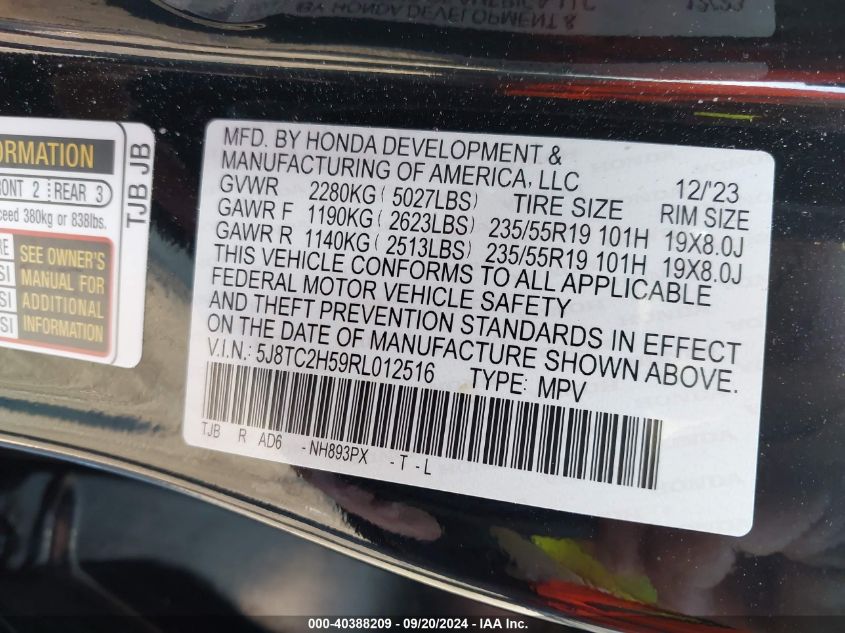 ORMATION
RONT 2 REAR 3
ceed 380kg or 838lbs.
RE
SI
SI
SI
SEE OWNER'S
MANUAL FOR
ADDITIONAL
INFORMATION
TJB JB
MFD. BY HONDA DEVELOPMENT &
MANUFACTURING OF AMERICA, LLC 12/'23
GVWR 2280KG ( 5027LBS) TIRE SIZE RIM SIZE
GAWR F 1190KG ( 2623LBS) 235/55R19 101H 19X8.0J
GAWR R 1140KG ( 2513LBS) 235/55R19 101H 19X8.0J
THIS VEHICLE CONFORMS TO ALL APPLICABLE
FEDERAL MOTOR VEHICLE SAFETY
AND THEFT PREVENTION STANDARDS IN EFFECT
ON THE DATE OF MANUFACTURE SHOWN ABOVE.
V.I.N.: 5J8TC2H59RL012516 TYPE: MPV
TJB R AD6 -NH893PX -T -L
000-40388209 - 09/20/2024 - IAA Inc.